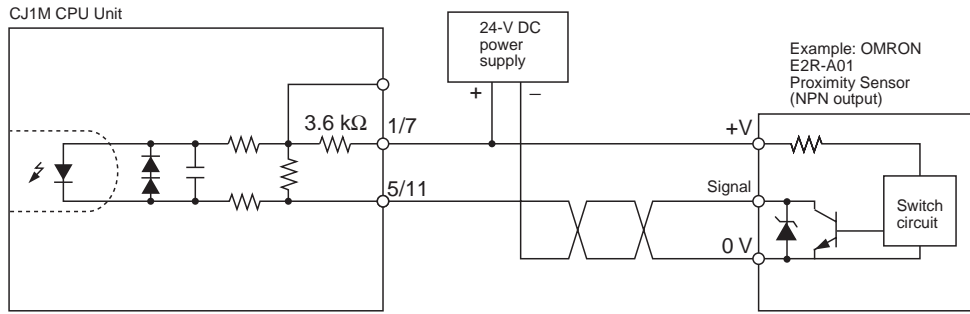 CJ1M CPU Unit
24-V DC
power
supply
+ −
Example: OMRON
E2R-A01
Proximity Sensor
(NPN output)
3.6 kΩ
1/7
+V
5/11
Signal
Switch
circuit
0 V